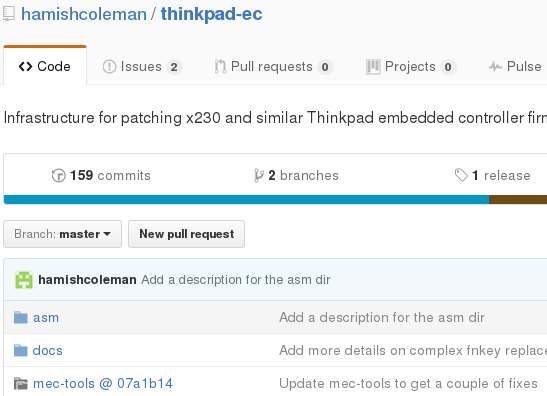 hamishcoleman / thinkpad-ec
Code Issues 2 Pull requests 0 Projects 0 Pulse
Infrastructure for patching x230 and similar Thinkpad embedded controller
159 commits 2 branches 1 release
Branch: master New pull request
hamishcoleman Add a description for the asm dir
asm Add a description for the asm dir
docs Add more details on complex fnkey
mec-tools @ 07a1b14 Update mec-tools to get a couple of fixes